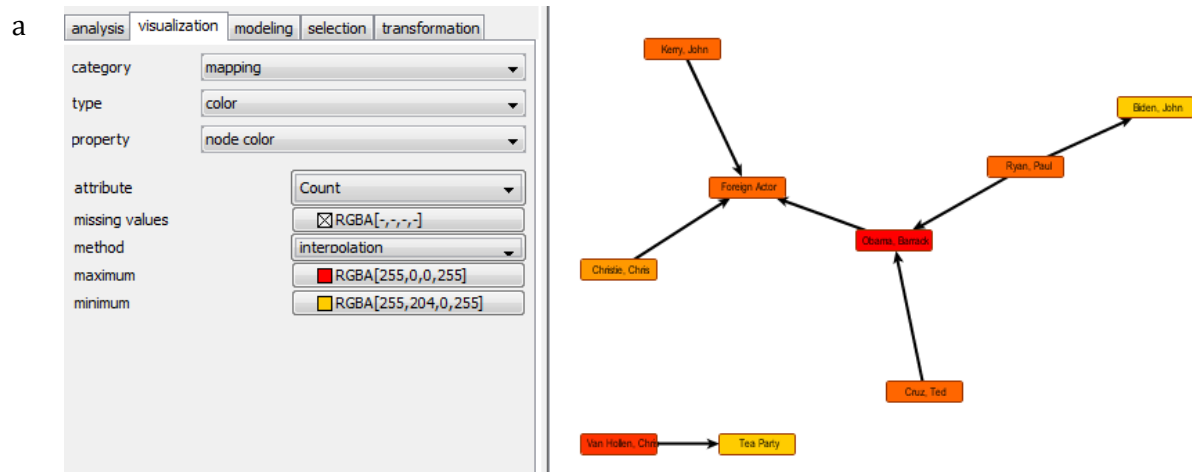 a
analysis visualization modeling selection transformation
category mapping
type color
property node color
attribute Count
missing values RGBA[-,-,-,-]
method interpolation
maximum RGBA[255,0,0,255]
minimum RGBA[255,204,0,255]
Kerry, John
Biden, John
Ryan, Paul
Foreign Actor
Obama, Barrack
Christie, Chris
Cruz, Ted
Van Hollen, Chris
Tea Party